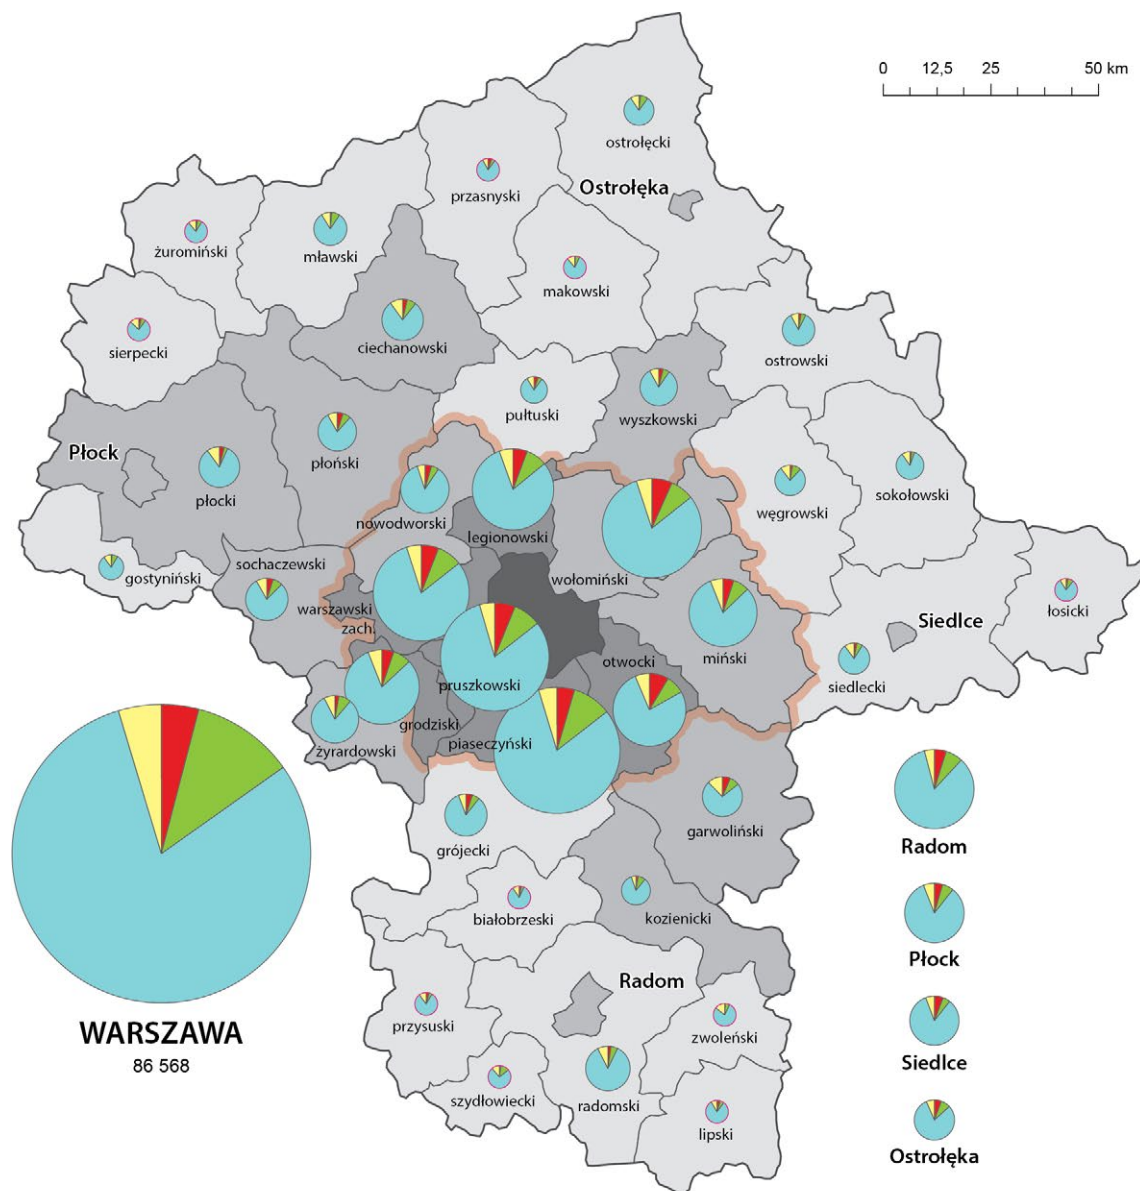 0 12,5 25 50 km
ostrołęcki
przasnyski
Ostrołęka
żuromiński
mławski
makowski
sierpecki
ciechanowski
ostrowski
pułtuski
wyszkowski
Płock
płoński
płocki
sokołowski
węgrowski
nowodworski
legionowski
sochaczewski
gostyniński
wołomiński
warszawski
zach.
łosicki
Siedlce
miński
otwocki
siedlecki
pruszkowski
grodziski
piaseczyński
żyrardowski
garwoliński
Radom
grójecki
białobrzeski
kozienicki
Płock
Radom
WARSZAWA
86 568
przysuski
zwoleński
Siedlce
szydłowiecki
radomski
lipski
Ostrołęka